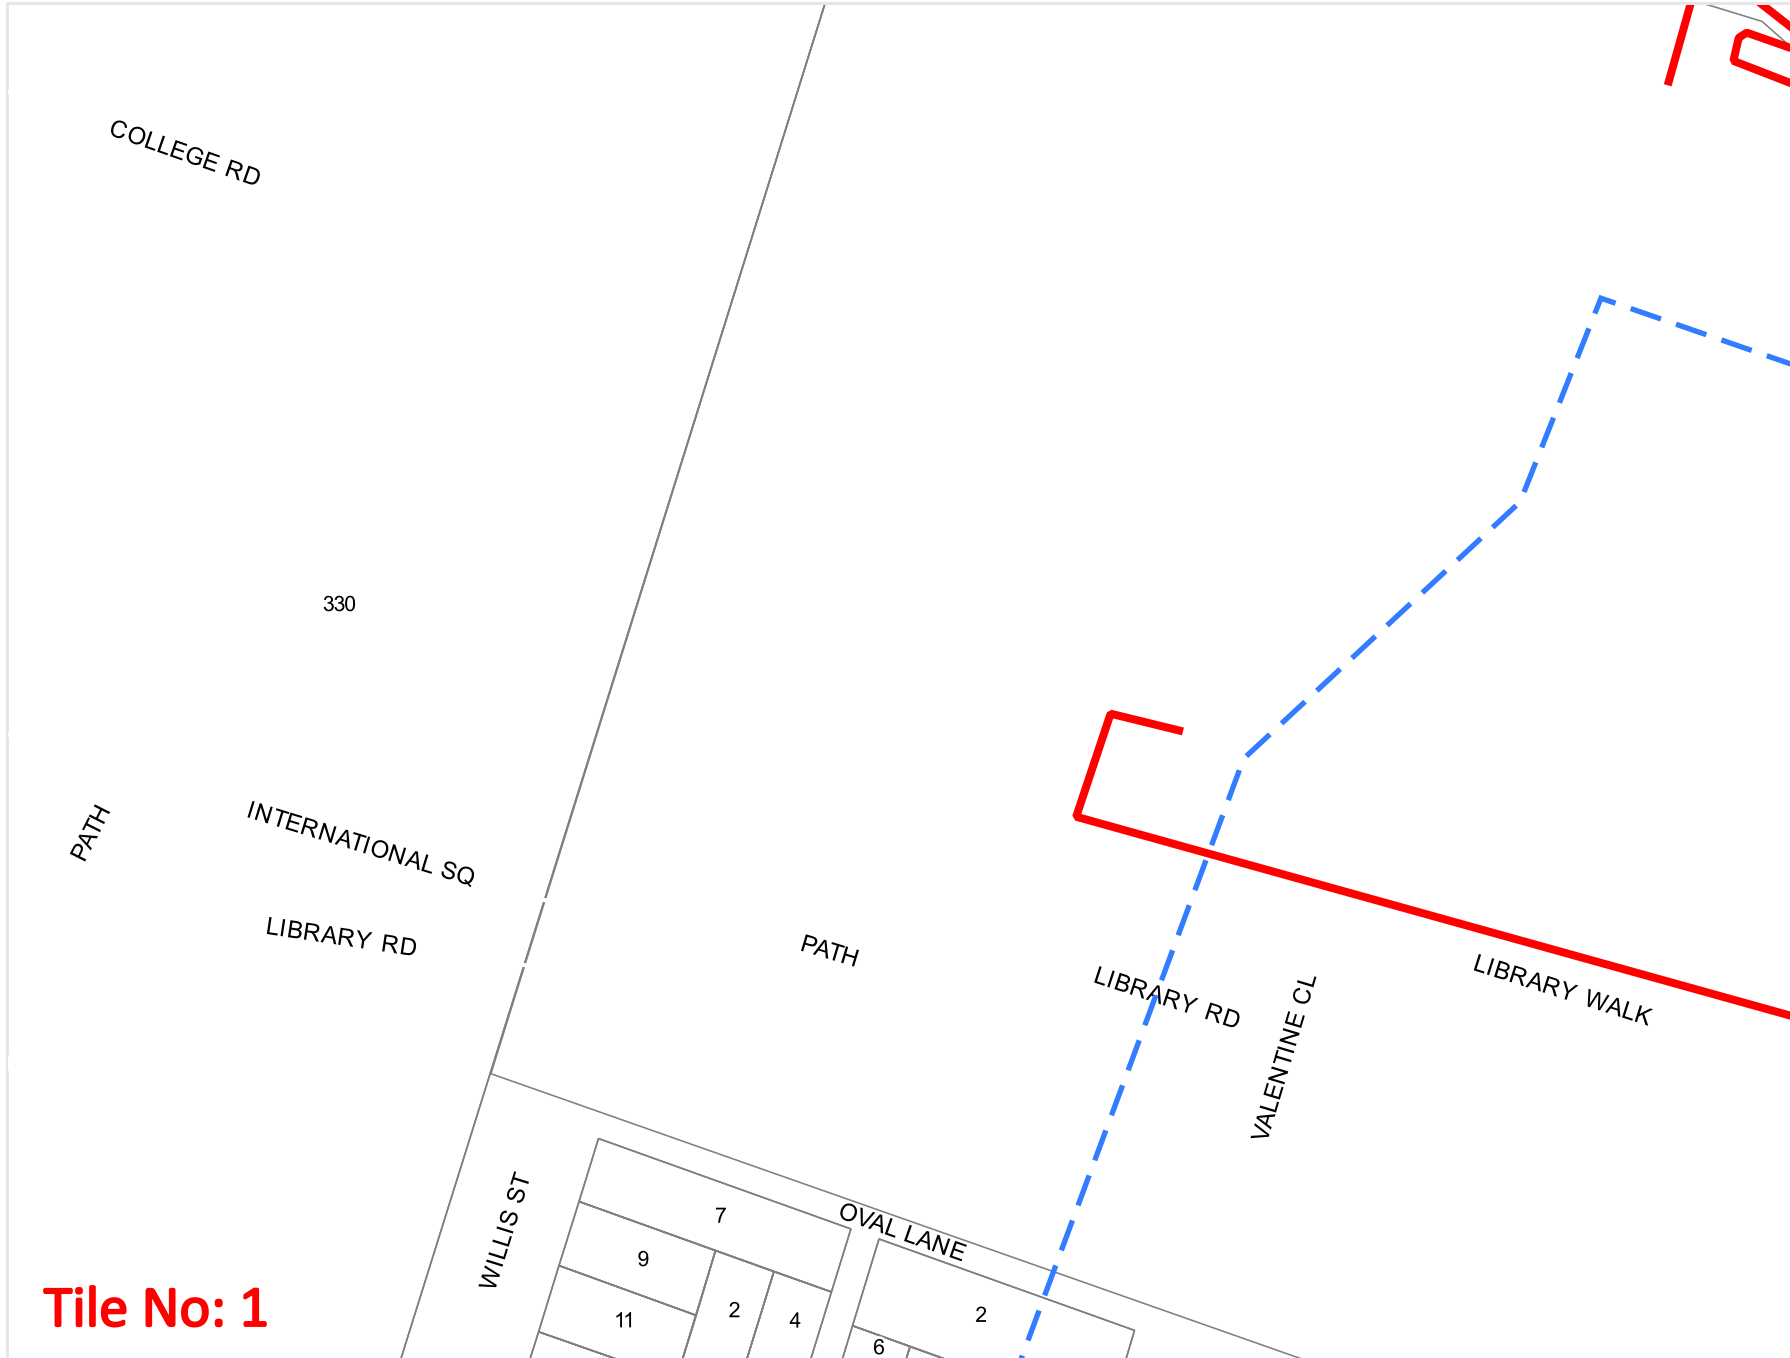 COLLEGE RD
330
PATH
INTERNATIONAL SQ
LIBRARY RD
PATH
LIBRARY RD
VALENTINE CL
LIBRARY WALK
WILLIS ST
OVAL LANE
7
9
11
2
4
2
6
Tile No: 1